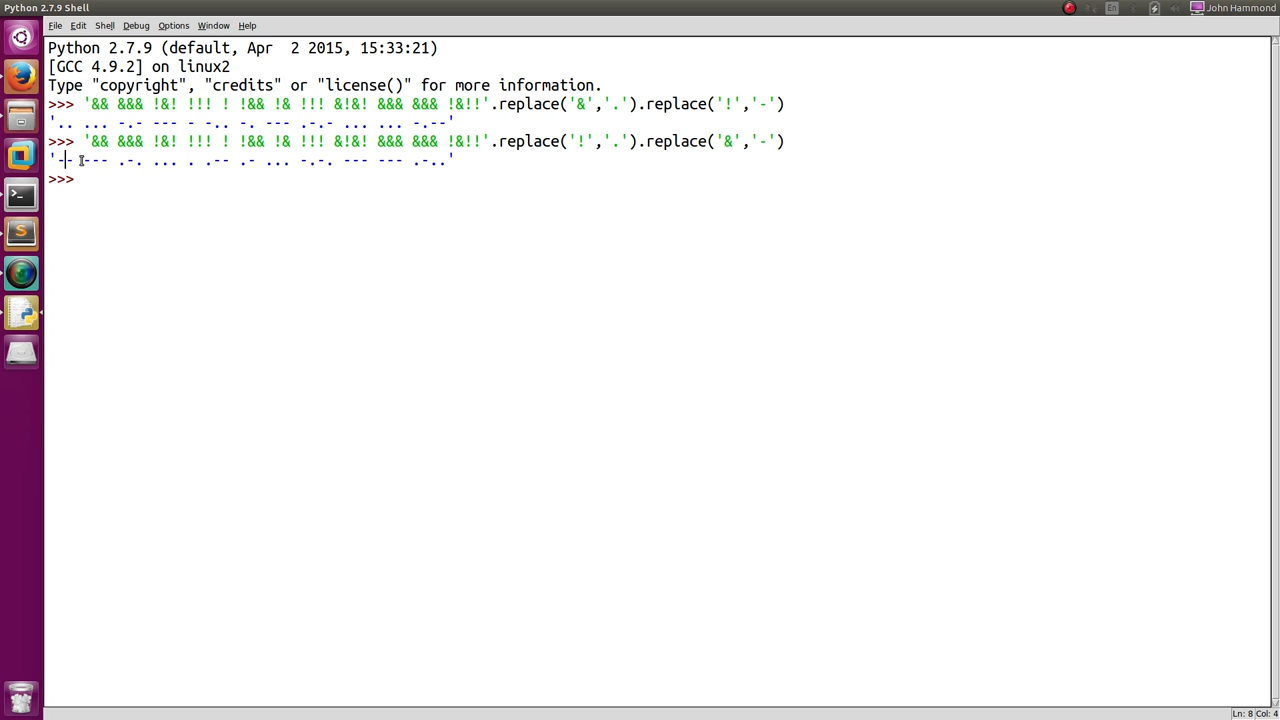 Python 2.7.9 Shell
En
John Hammond
File Edit Shell Debug Options Window Help
Python 2.7.9 (default, Apr  2 2015, 15:33:21)
[GCC 4.9.2] on linux2
Type "copyright", "credits" or "license()" for more information.
>>> '&& &&& !&! !!! ! !&& !& !!! &!&! &&& &&& !&!!'.replace('&','.').replace('!','-')
'.. ... -.- --- - -.. -. --- .-.- ... ... -.--'
>>> '&& &&& !&! !!! ! !&& !& !!! &!&! &&& &&& !&!!'.replace('!','.').replace('&','-')
'-- --- .-. ... . .-- .- ... -.-. --- --- .-..'
>>>
Ln: 8 Col: 4